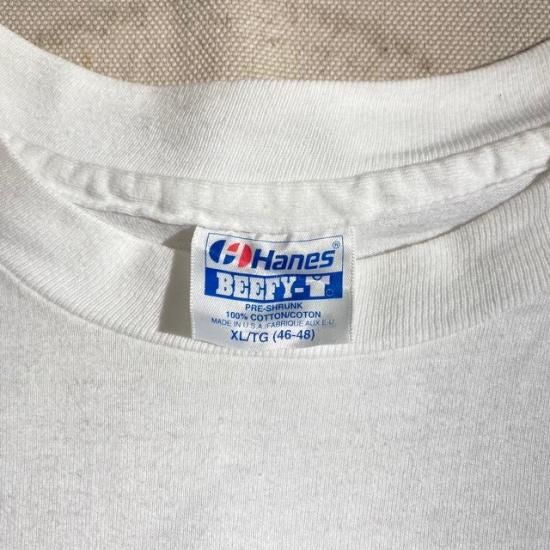 Hanes®
BEEFY-T
PRE-SHRUNK
100% COTTON/COTON
MADE IN U.S.A./FABRIQUE AUX E-U
XL/TG (46-48)